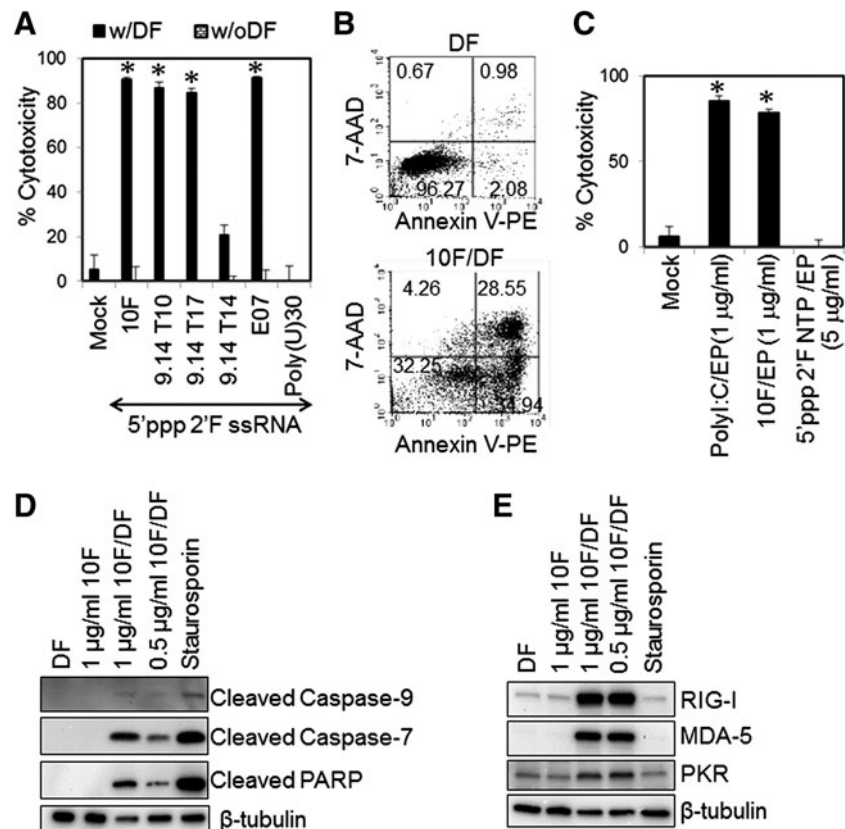 A
w/DF
w/oDF
% Cytotoxicity
100
80
60
40
20
0
*
*
*
*
Mock
10F
9.14 T10
9.14 T17
9.14 T14
E07
Poly(U)30
5'ppp 2'F ssRNA
B
DF
0.67
0.98
96.27
2.08
7-AAD
Annexin V-PE
10F/DF
4.26
28.55
32.25
7-AAD
Annexin V-PE
C
% Cytotoxicity
100
50
0
*
*
Mock
PolyI:C/EP(1 µg/ml)
10F/EP (1 µg/ml)
5'ppp 2'F NTP /EP
(5 µg/ml)
D
DF
1 µg/ml 10F
1 µg/ml 10F/DF
0.5 µg/ml 10F/DF
Staurosporin
Cleaved Caspase-9
Cleaved Caspase-7
Cleaved PARP
β-tubulin
E
DF
1 µg/ml 10F
1 µg/ml 10F/DF
0.5 µg/ml 10F/DF
Staurosporin
RIG-I
MDA-5
PKR
β-tubulin